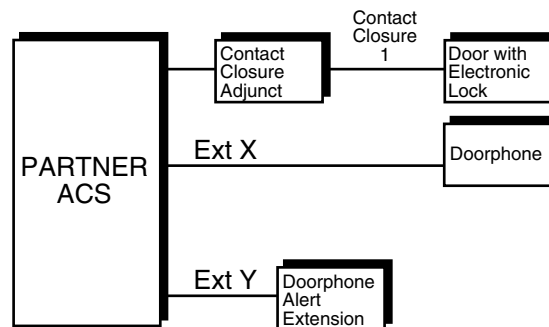 Contact
Closure
1
Contact
Closure
Adjunct
Door with
Electronic
Lock
PARTNER
ACS
Ext X
Doorphone
Ext Y
Doorphone
Alert
Extension